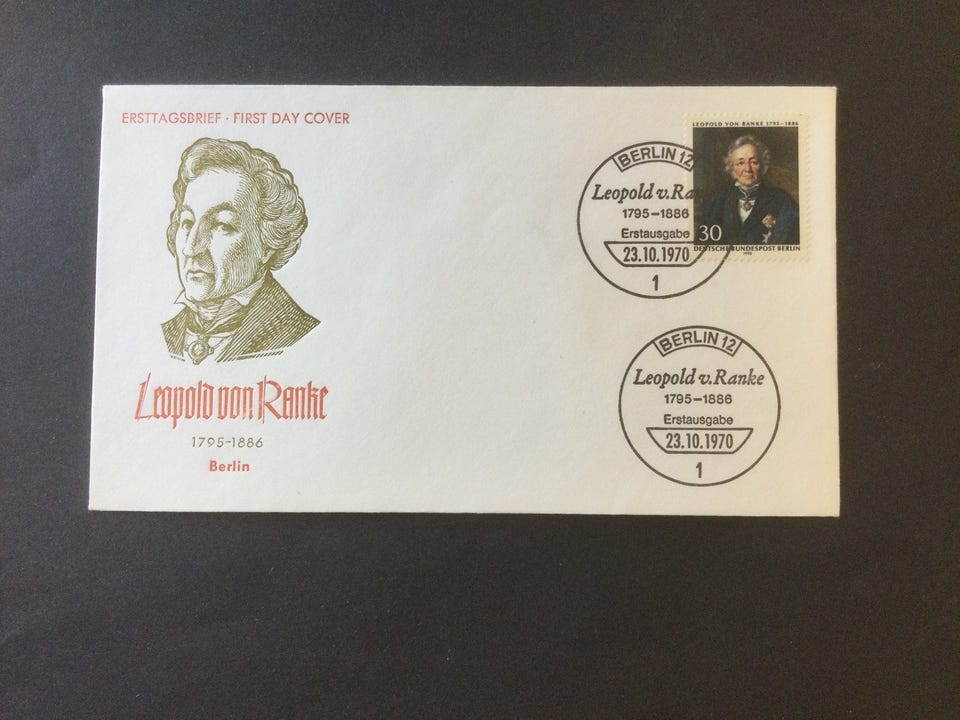 ERSTTAGSBRIEF · FIRST DAY COVER
Leopold von Ranke
1795-1886
Berlin
BERLIN 12
Leopold v. Ra
1795-1886
Erstausgabe
23.10.1970
1
LEOPOLD VON RANKE 1795-1886
30
DEUTSCHE BUNDESPOST BERLIN
1970
BERLIN 12
Leopold v. Ranke
1795-1886
Erstausgabe
23.10.1970
1